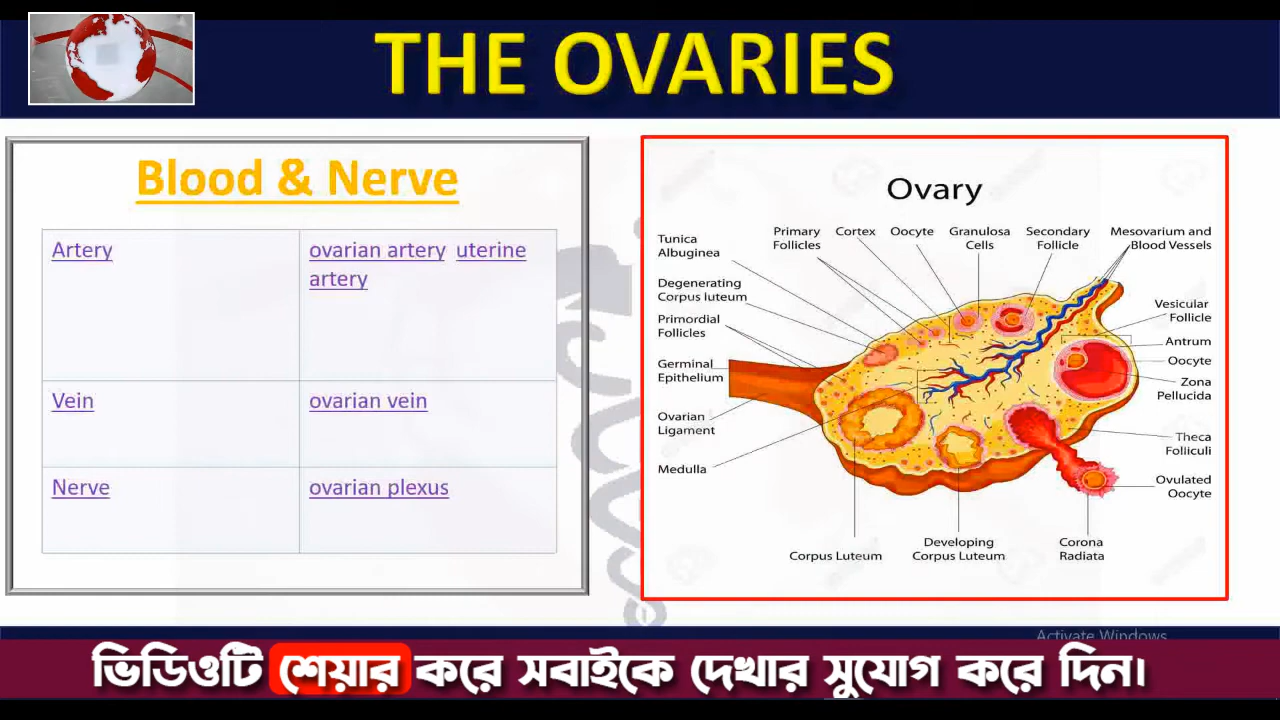 THE OVARIES
Blood & Nerve
Artery
ovarian artery uterine
artery
Vein
ovarian vein
Nerve
ovarian plexus
Ovary
Tunica
Albuginea
Primary
Follicles
Cortex
Oocyte
Granulosa
Cells
Secondary
Follicle
Mesovarium and
Blood Vessels
Degenerating
Corpus luteum
Primordial
Follicles
Germinal
Epithelium
Ovarian
Ligament
Medulla
Vesicular
Follicle
Antrum
Oocyte
Zona
Pellucida
Theca
Folliculi
Ovulated
Oocyte
Corpus Luteum
Developing
Corpus Luteum
Corona
Radiata
Activate Windows
ভিডিওটি শেয়ার করে সবাইকে দেখার সুযোগ করে দিন।